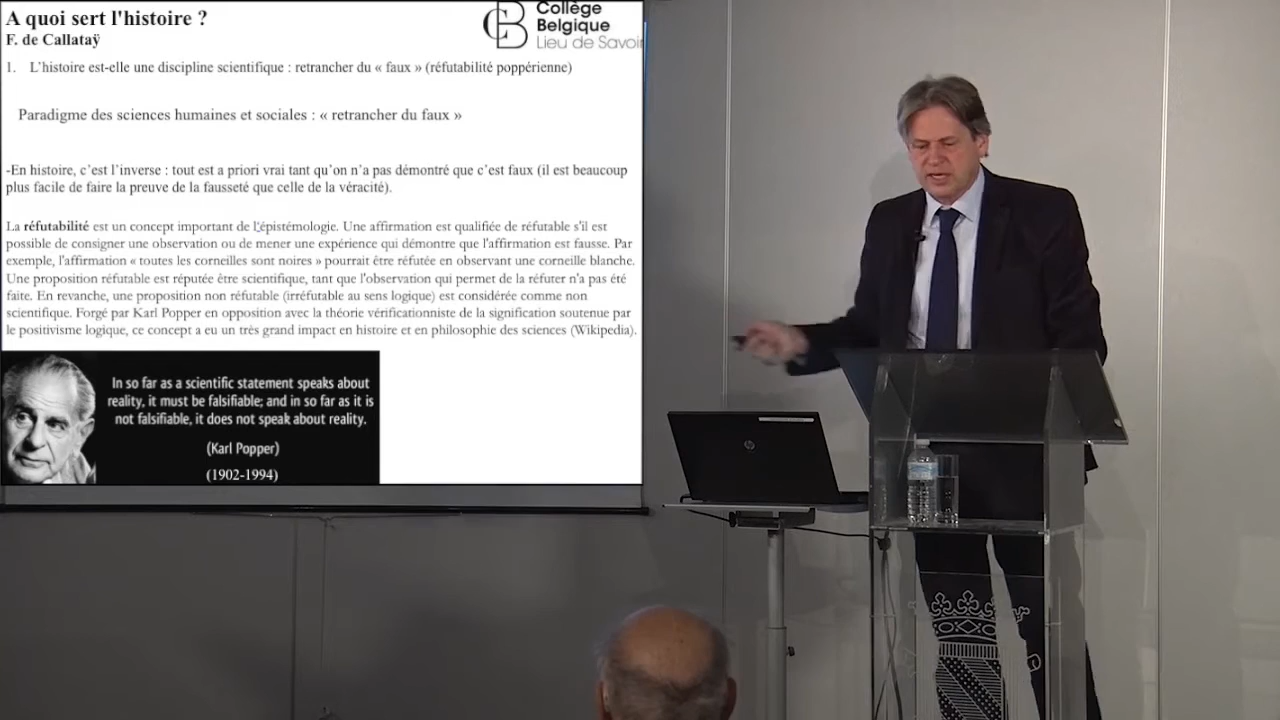 A quoi sert l'histoire ?
F. de Callataÿ
Collège
Belgique
Lieu de Savoir
1. L'histoire est-elle une discipline scientifique : retrancher du « faux » (réfutabilité poppérienne)
Paradigme des sciences humaines et sociales : « retrancher du faux »
-En histoire, c'est l'inverse : tout est a priori vrai tant qu'on n'a pas démontré que c'est faux (il est beaucoup
plus facile de faire la preuve de la fausseté que celle de la véracité).
La réfutabilité est un concept important de l'épistémologie. Une affirmation est qualifiée de réfutable s'il est
possible de consigner une observation ou de mener une expérience qui démontre que l'affirmation est fausse. Par
exemple, l'affirmation « toutes les corneilles sont noires » pourrait être réfutée en observant une corneille blanche.
Une proposition réfutable est réputée être scientifique, tant que l'observation qui permet de la réfuter n'a pas été
faite. En revanche, une proposition non réfutable (irréfutable au sens logique) est considérée comme non
scientifique. Forgé par Karl Popper en opposition avec la théorie vérificationniste de la signification soutenue par
le positivisme logique, ce concept a eu un très grand impact en histoire et en philosophie des sciences (Wikipedia).
In so far as a scientific statement speaks about
reality, it must be falsifiable; and in so far as it is
not falsifiable, it does not speak about reality.
(Karl Popper)
(1902-1994)
hp